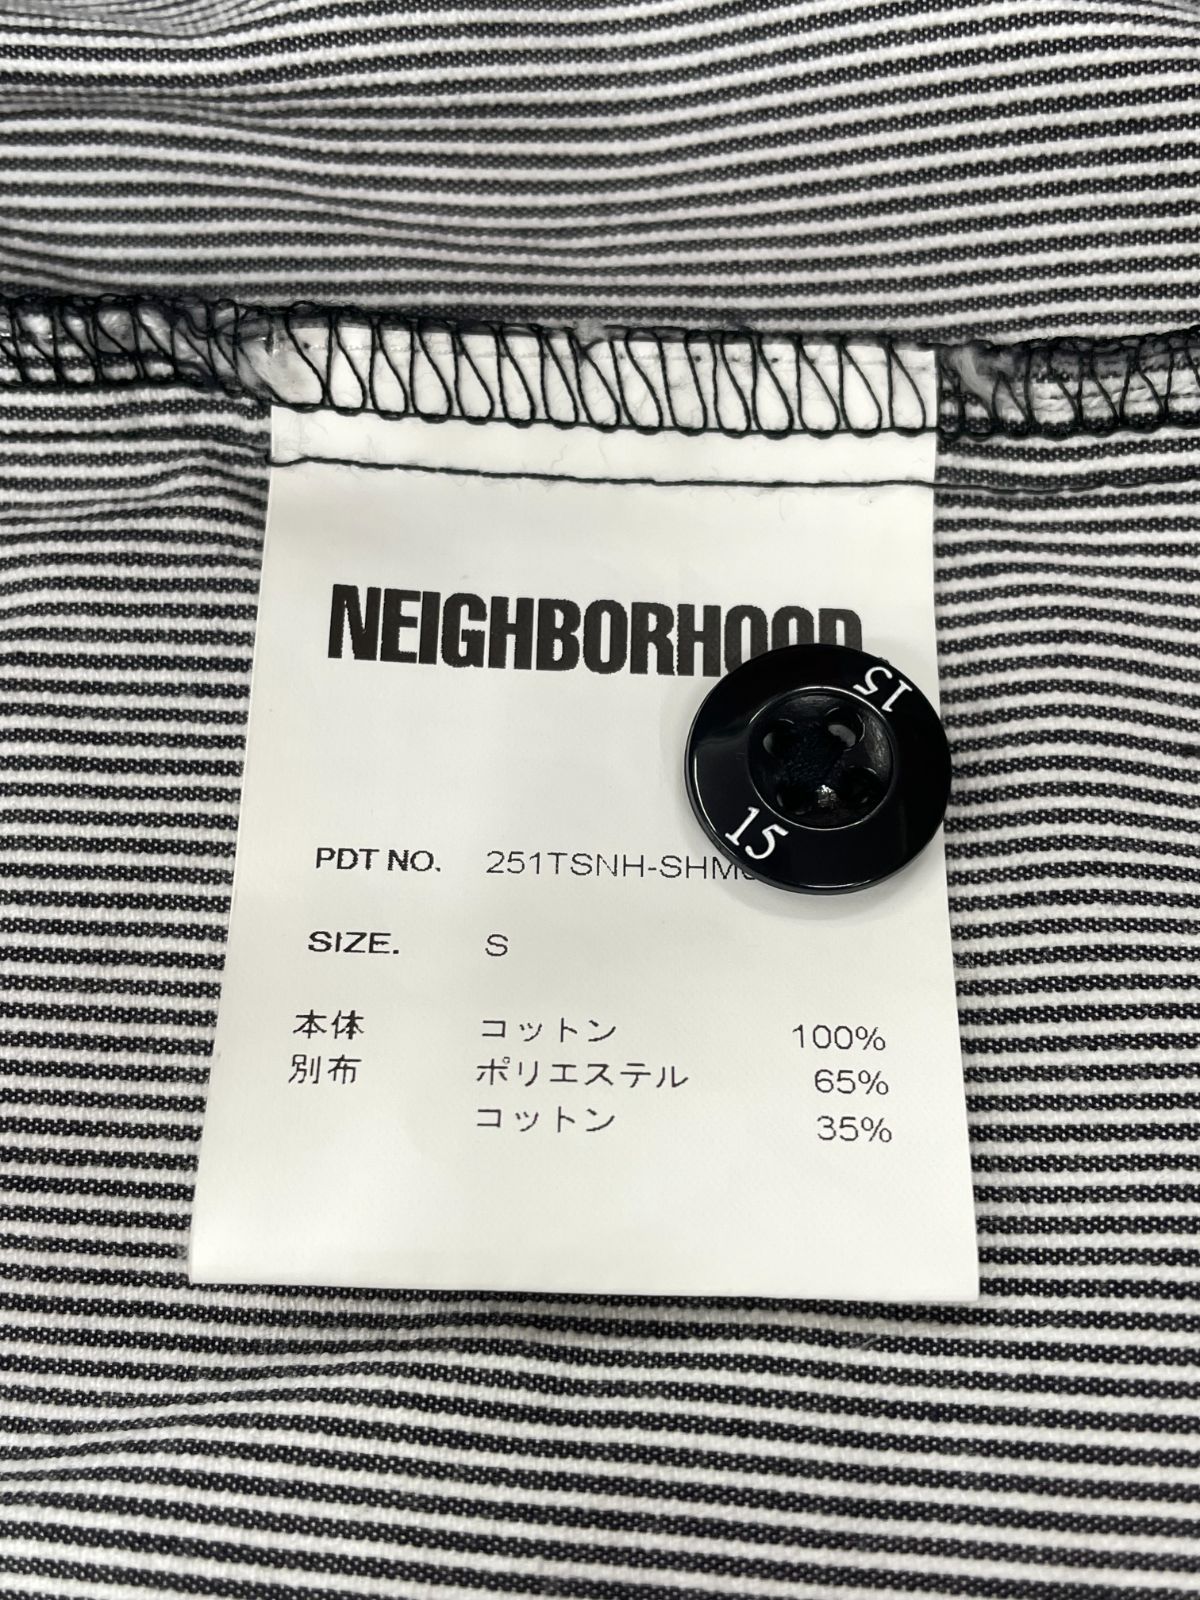 NEIGHBORHOOD
15
15
PDT NO. 251TSNH-SHM
SIZE. S
本体 コットン 100%
別布 ポリエステル 65%
コットン 35%